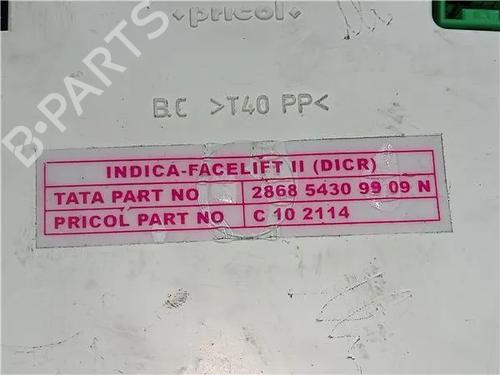 pricol
B.C >T40 PP<
INDICA-FACELIFT II (DICR)
TATA PART NO 2868 5430 99 09 N
PRICOL PART NO C 10 2114
B-PARTS